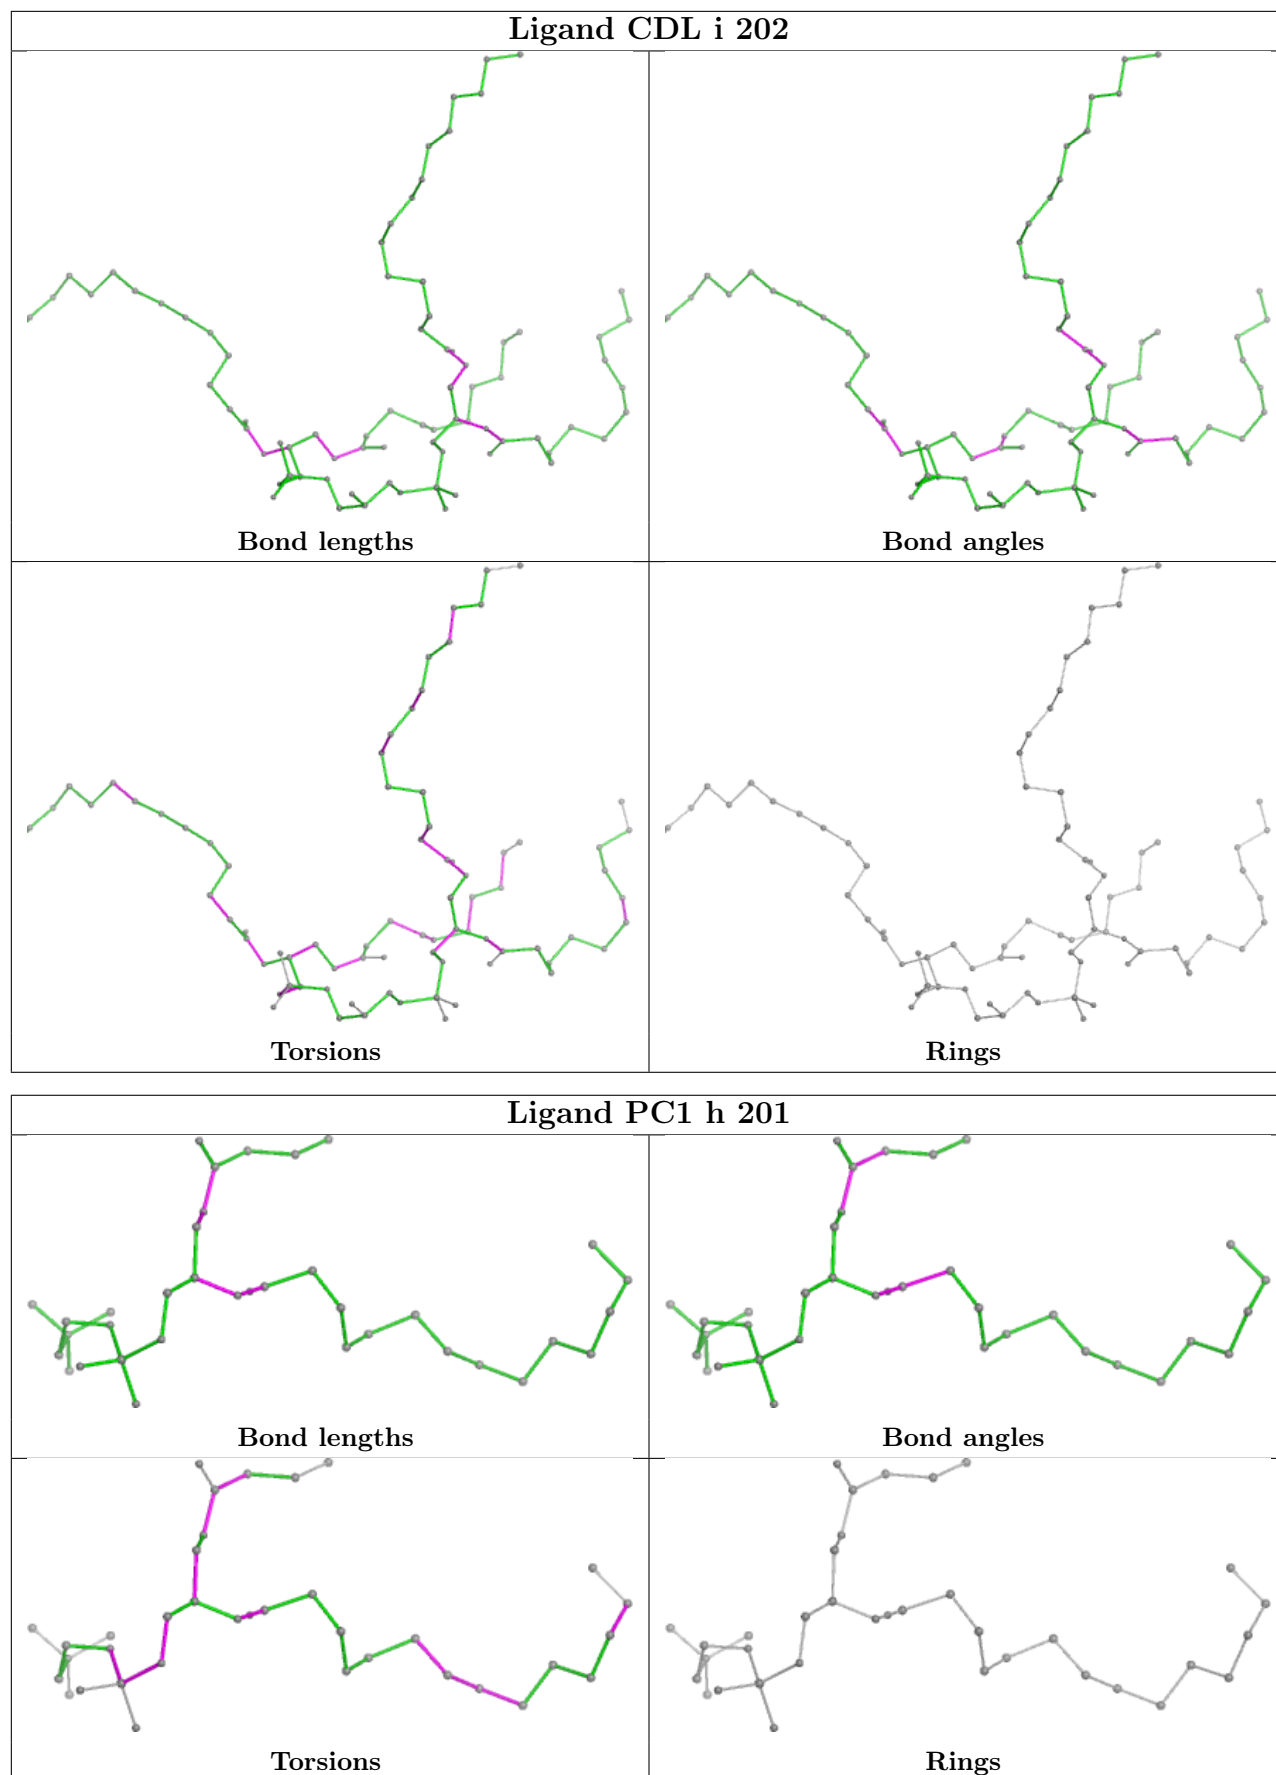 Ligand CDL i 202
Bond lengths
Bond angles
Torsions
Rings
Ligand PC1 h 201
Bond lengths
Bond angles
Torsions
Rings